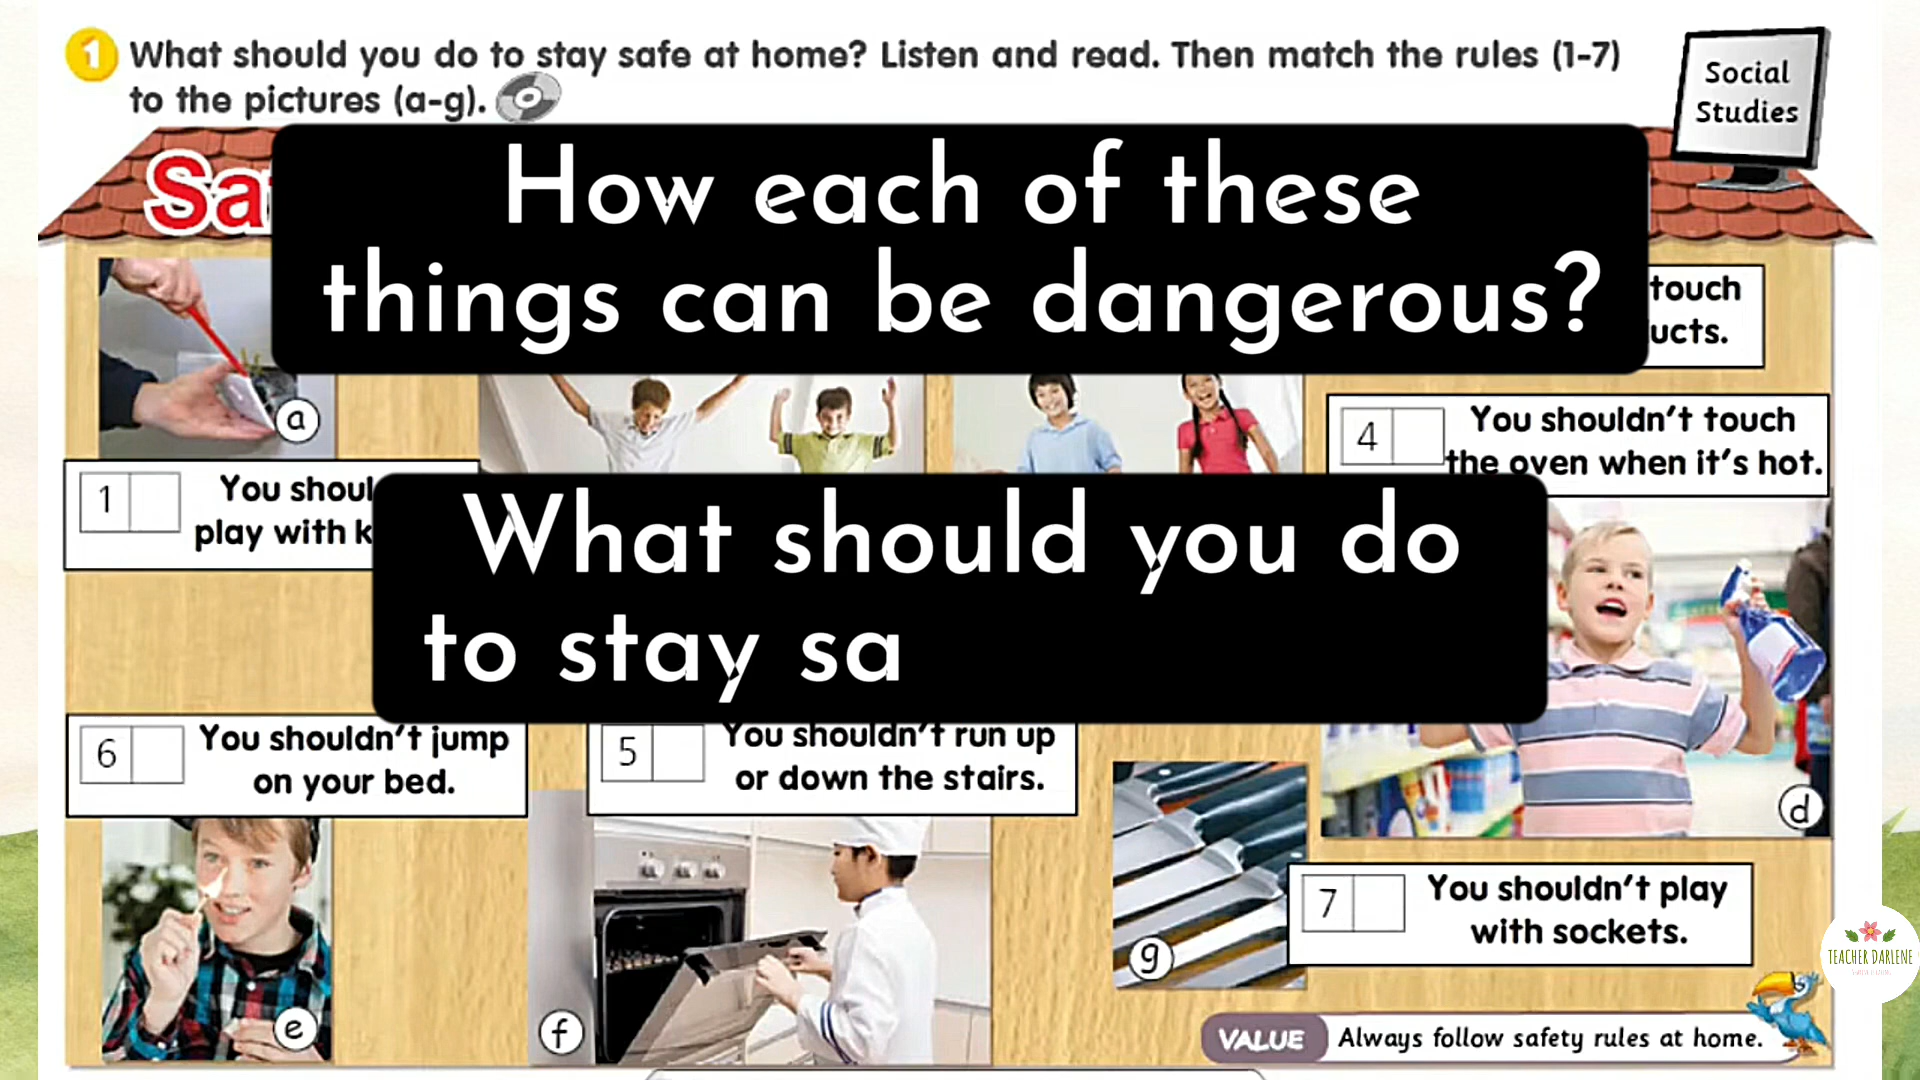 1 What should you do to stay safe at home? Listen and read. Then match the rules (1-7)
to the pictures (a-g).
Social
Studies
Sa
How each of these
things can be dangerous?
touch
ucts.
a
4 You shouldn't touch
the oven when it's hot.
1 You shoul
play with k
What should you do
to stay sa
6 You shouldn't jump
on your bed.
5 You shouldn't run up
or down the stairs.
d
g
7 You shouldn't play
with sockets.
e
f
VALUE Always follow safety rules at home.
TEACHER DARLENE